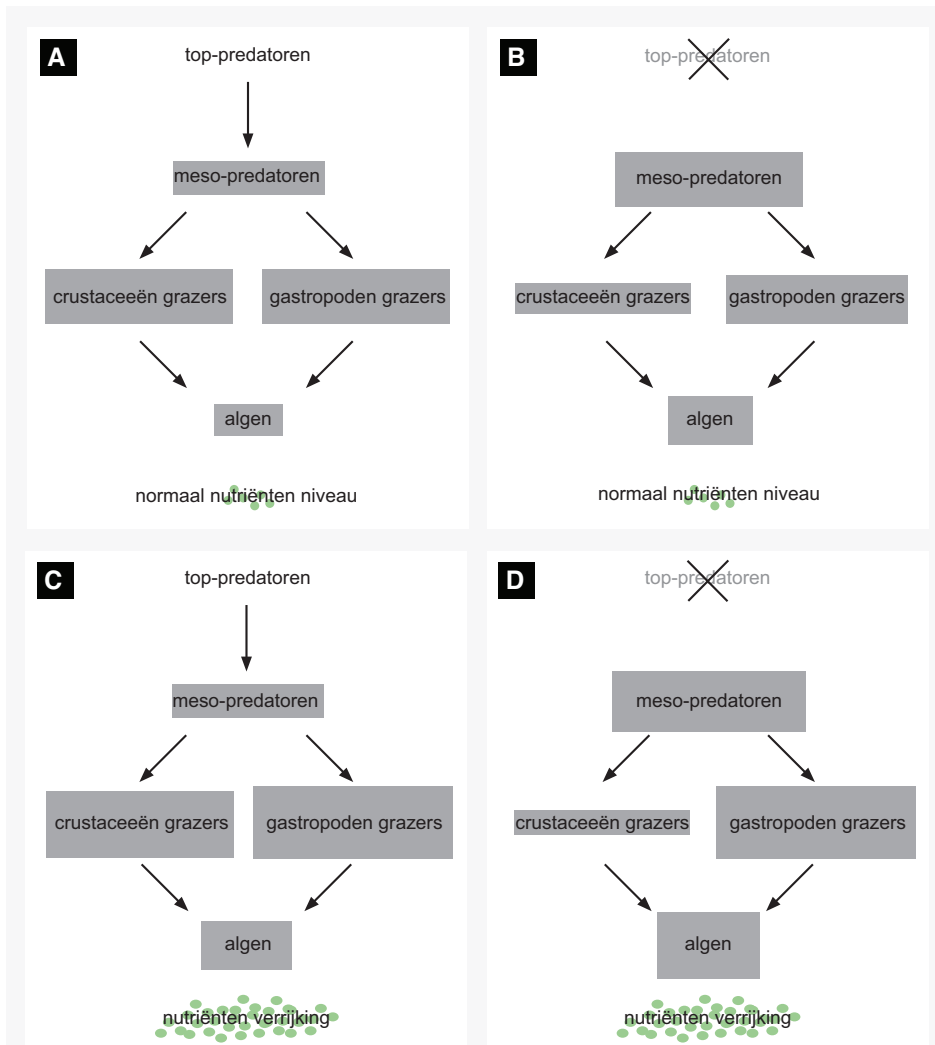 A
top-predatoren
meso-predatoren
crustaceeën grazers
gastropoden grazers
algen
normaal nutriënten niveau
B
top-predatoren
meso-predatoren
crustaceeën grazers
gastropoden grazers
algen
normaal nutriënten niveau
C
top-predatoren
meso-predatoren
crustaceeën grazers
gastropoden grazers
algen
nutriënten verrijking
D
top-predatoren
meso-predatoren
crustaceeën grazers
gastropoden grazers
algen
nutriënten verrijking